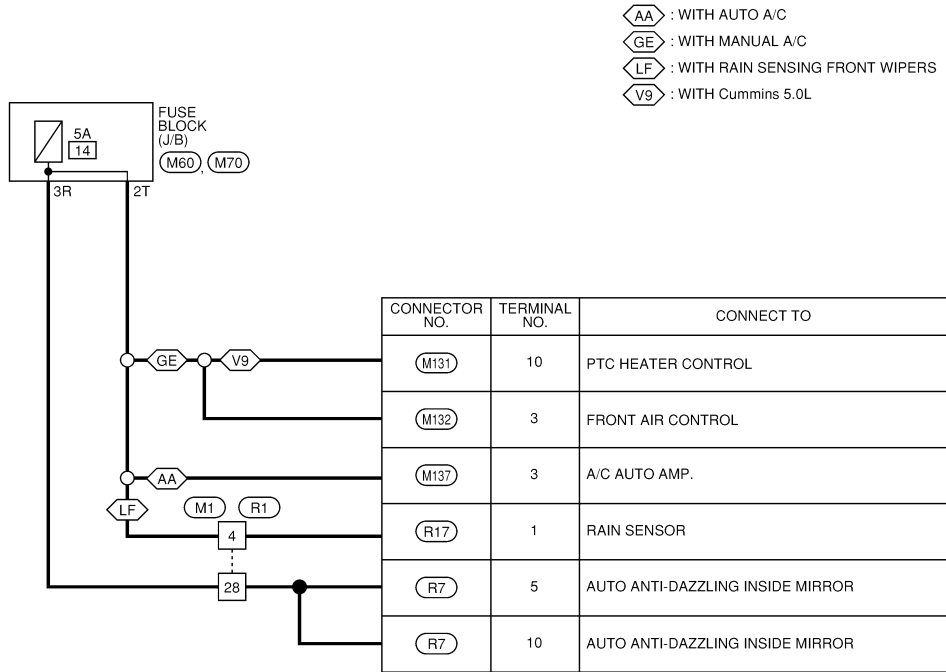 AA : WITH AUTO A/C
GE : WITH MANUAL A/C
LF : WITH RAIN SENSING FRONT WIPERS
V9 : WITH Cummins 5.0L
5A
14
FUSE
BLOCK
(J/B)
M60 , M70
3R
2T
CONNECTOR NO. TERMINAL NO. CONNECT TO
GE V9 M131 10 PTC HEATER CONTROL
M132 3 FRONT AIR CONTROL
AA M137 3 A/C AUTO AMP.
LF M1 R1
4 R17 1 RAIN SENSOR
28 R7 5 AUTO ANTI-DAZZLING INSIDE MIRROR
R7 10 AUTO ANTI-DAZZLING INSIDE MIRROR